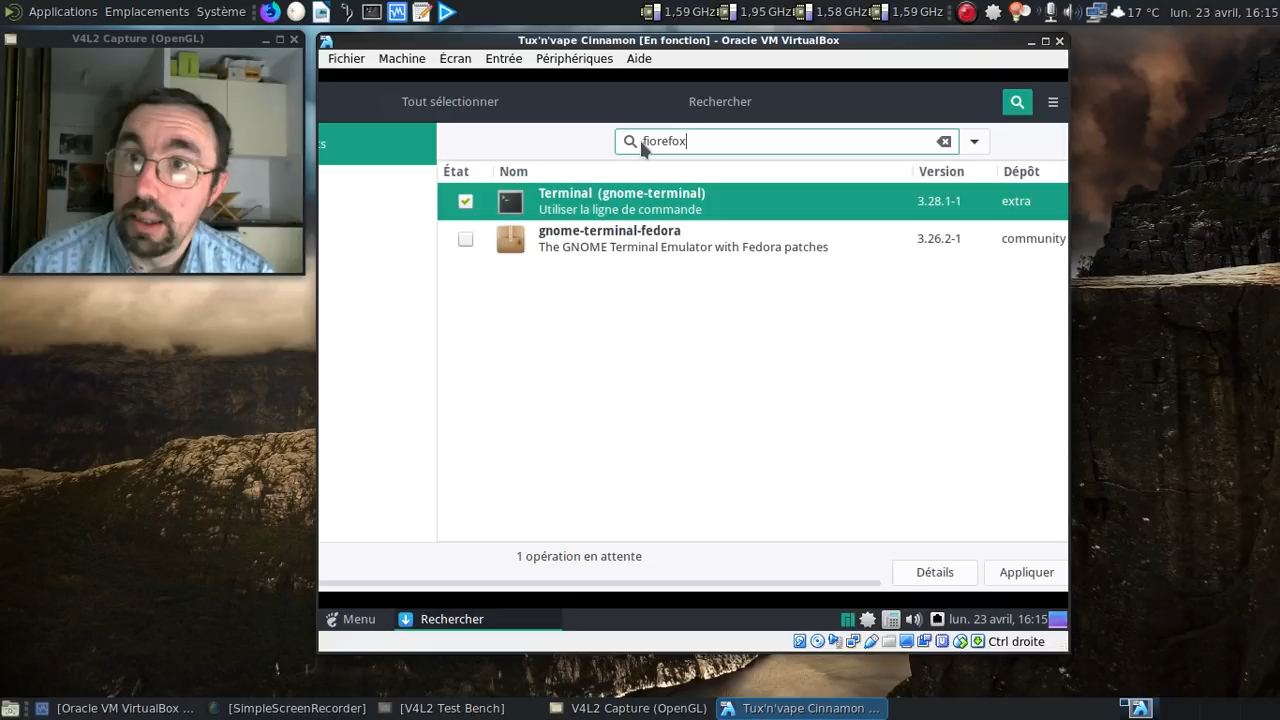 Applications Emplacements Système
1,59 GHz 1,95 GHz 1,58 GHz 1,59 GHz
17 °C lun. 23 avril, 16:15
V4L2 Capture (OpenGL)
Tux'n'vape Cinnamon [En fonction] - Oracle VM VirtualBox
Fichier Machine Écran Entrée Périphériques Aide
Tout sélectionner Rechercher
ts
fiorefox
État Nom Version Dépôt
Terminal (gnome-terminal)
Utiliser la ligne de commande
3.28.1-1 extra
gnome-terminal-fedora
The GNOME Terminal Emulator with Fedora patches
3.26.2-1 community
1 opération en attente
Détails Appliquer
Menu Rechercher lun. 23 avril, 16:15
Ctrl droite
[Oracle VM VirtualBox ... [SimpleScreenRecorder] [V4L2 Test Bench] V4L2 Capture (OpenGL) Tux'n'vape Cinnamon ...